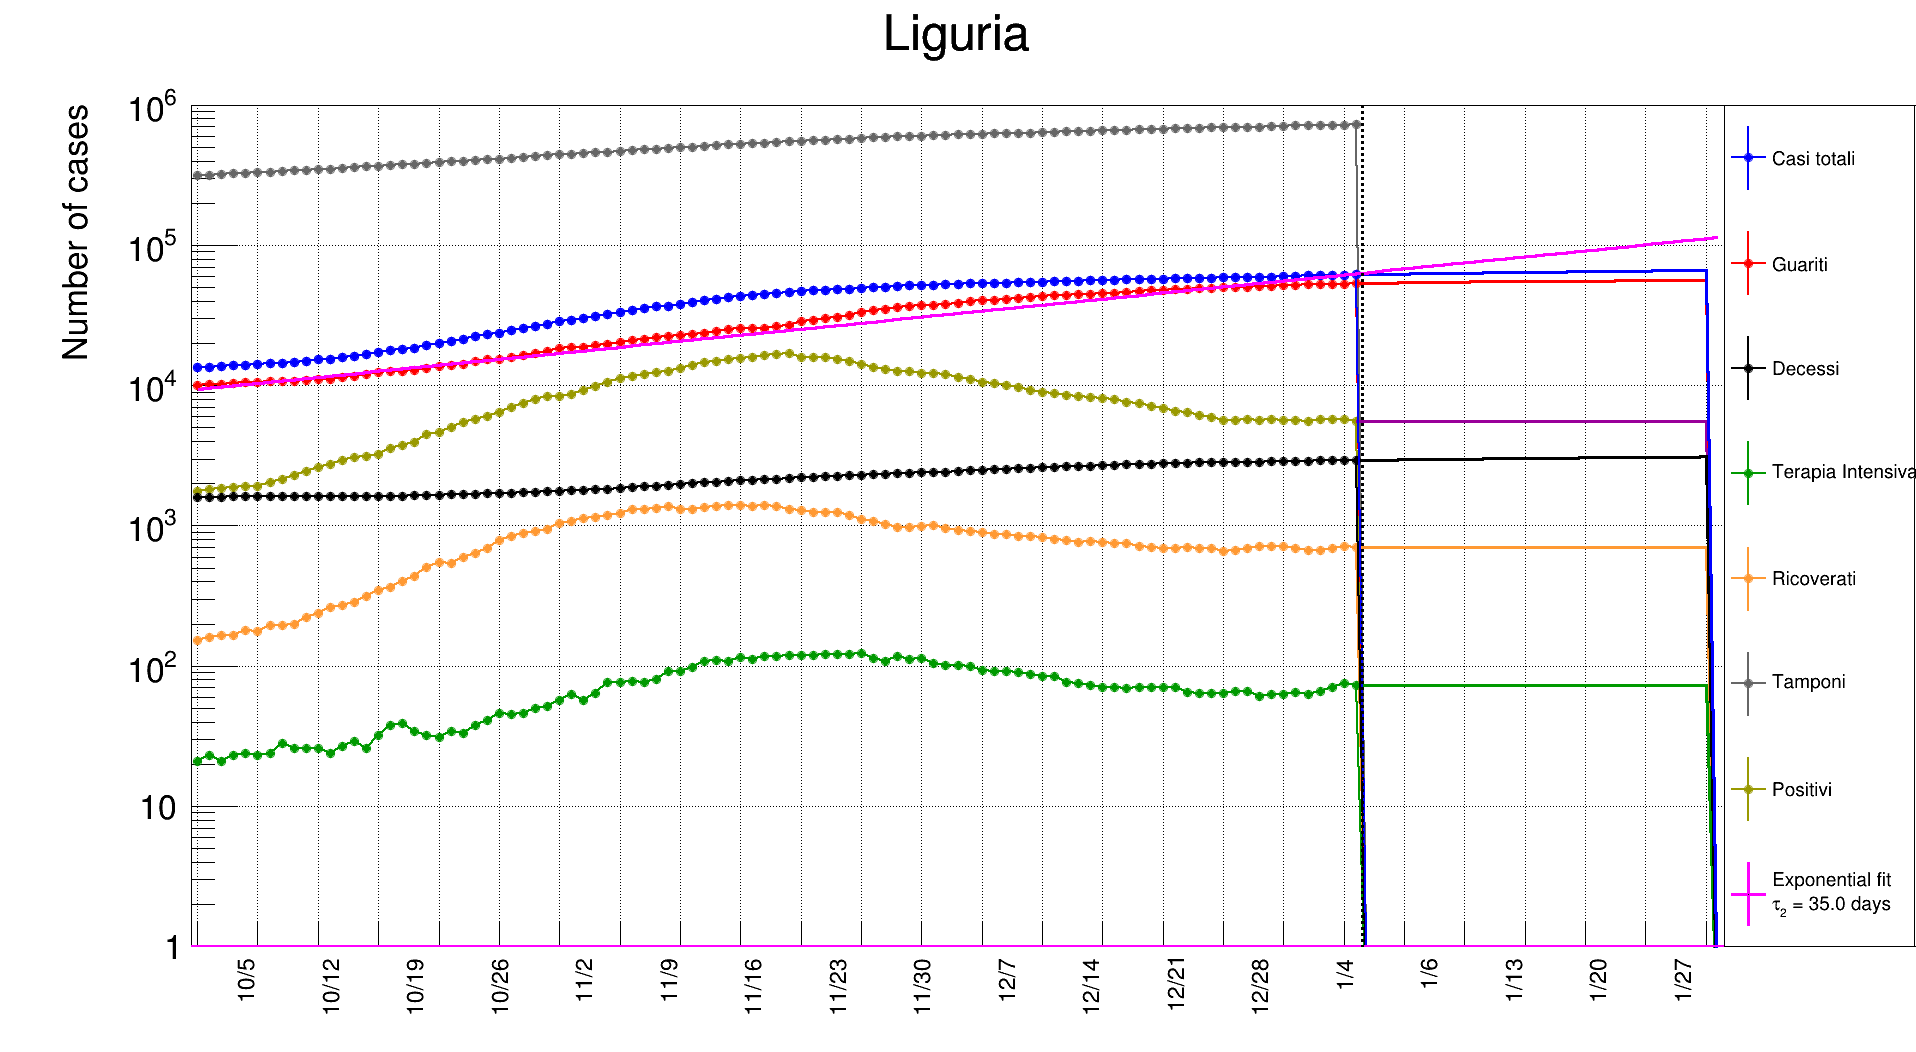 Liguria
Number of cases
10^6
10^5
10^4
10^3
10^2
10
1
10/5
10/12
10/19
10/26
11/2
11/9
11/16
11/23
11/30
12/7
12/14
12/21
12/28
1/4
1/6
1/13
1/20
1/27
Casi totali
Guariti
Decessi
Terapia Intensiva
Ricoverati
Tamponi
Positivi
Exponential fit
τ_2 = 35.0 days